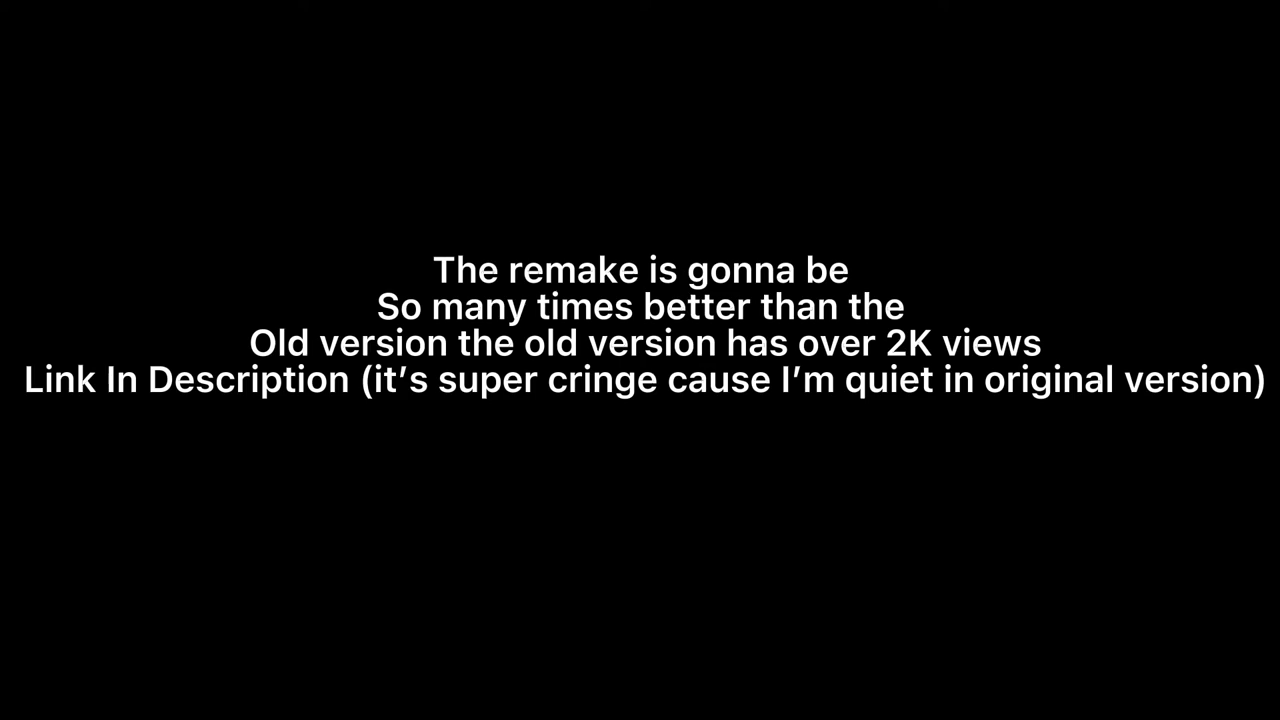 The remake is gonna be
So many times better than the
Old version the old version has over 2K views
Link In Description (it’s super cringe cause I’m quiet in original version)